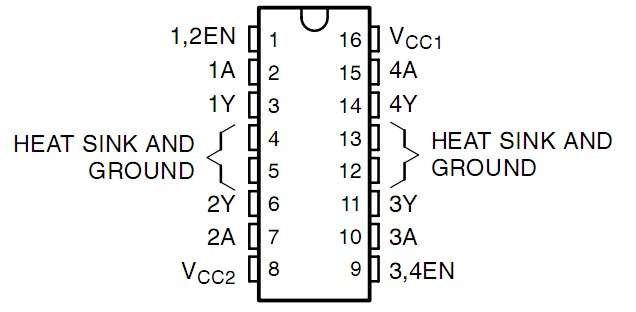 1,2EN 1 16 VCC1
1A 2 15 4A
1Y 3 14 4Y
HEAT SINK AND 4 13 HEAT SINK AND
GROUND 5 12 GROUND
2Y 6 11 3Y
2A 7 10 3A
VCC2 8 9 3,4EN